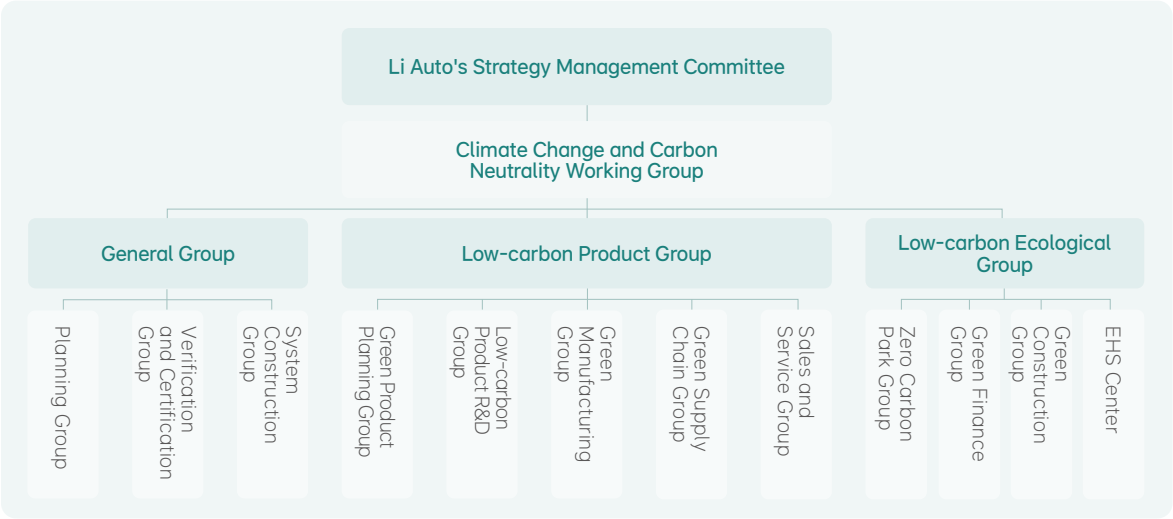 Li Auto's Strategy Management Committee
Climate Change and Carbon
Neutrality Working Group
General Group
Low-carbon Product Group
Low-carbon Ecological
Group
Planning Group
Verification
and Certification
Group
System
Construction
Group
Green Product
Planning Group
Low-carbon
Product R&D
Group
Green
Manufacturing
Group
Green Supply
Chain Group
Sales and
Service Group
Zero Carbon
Park Group
Green Finance
Group
Green
Construction
Group
EHS Center